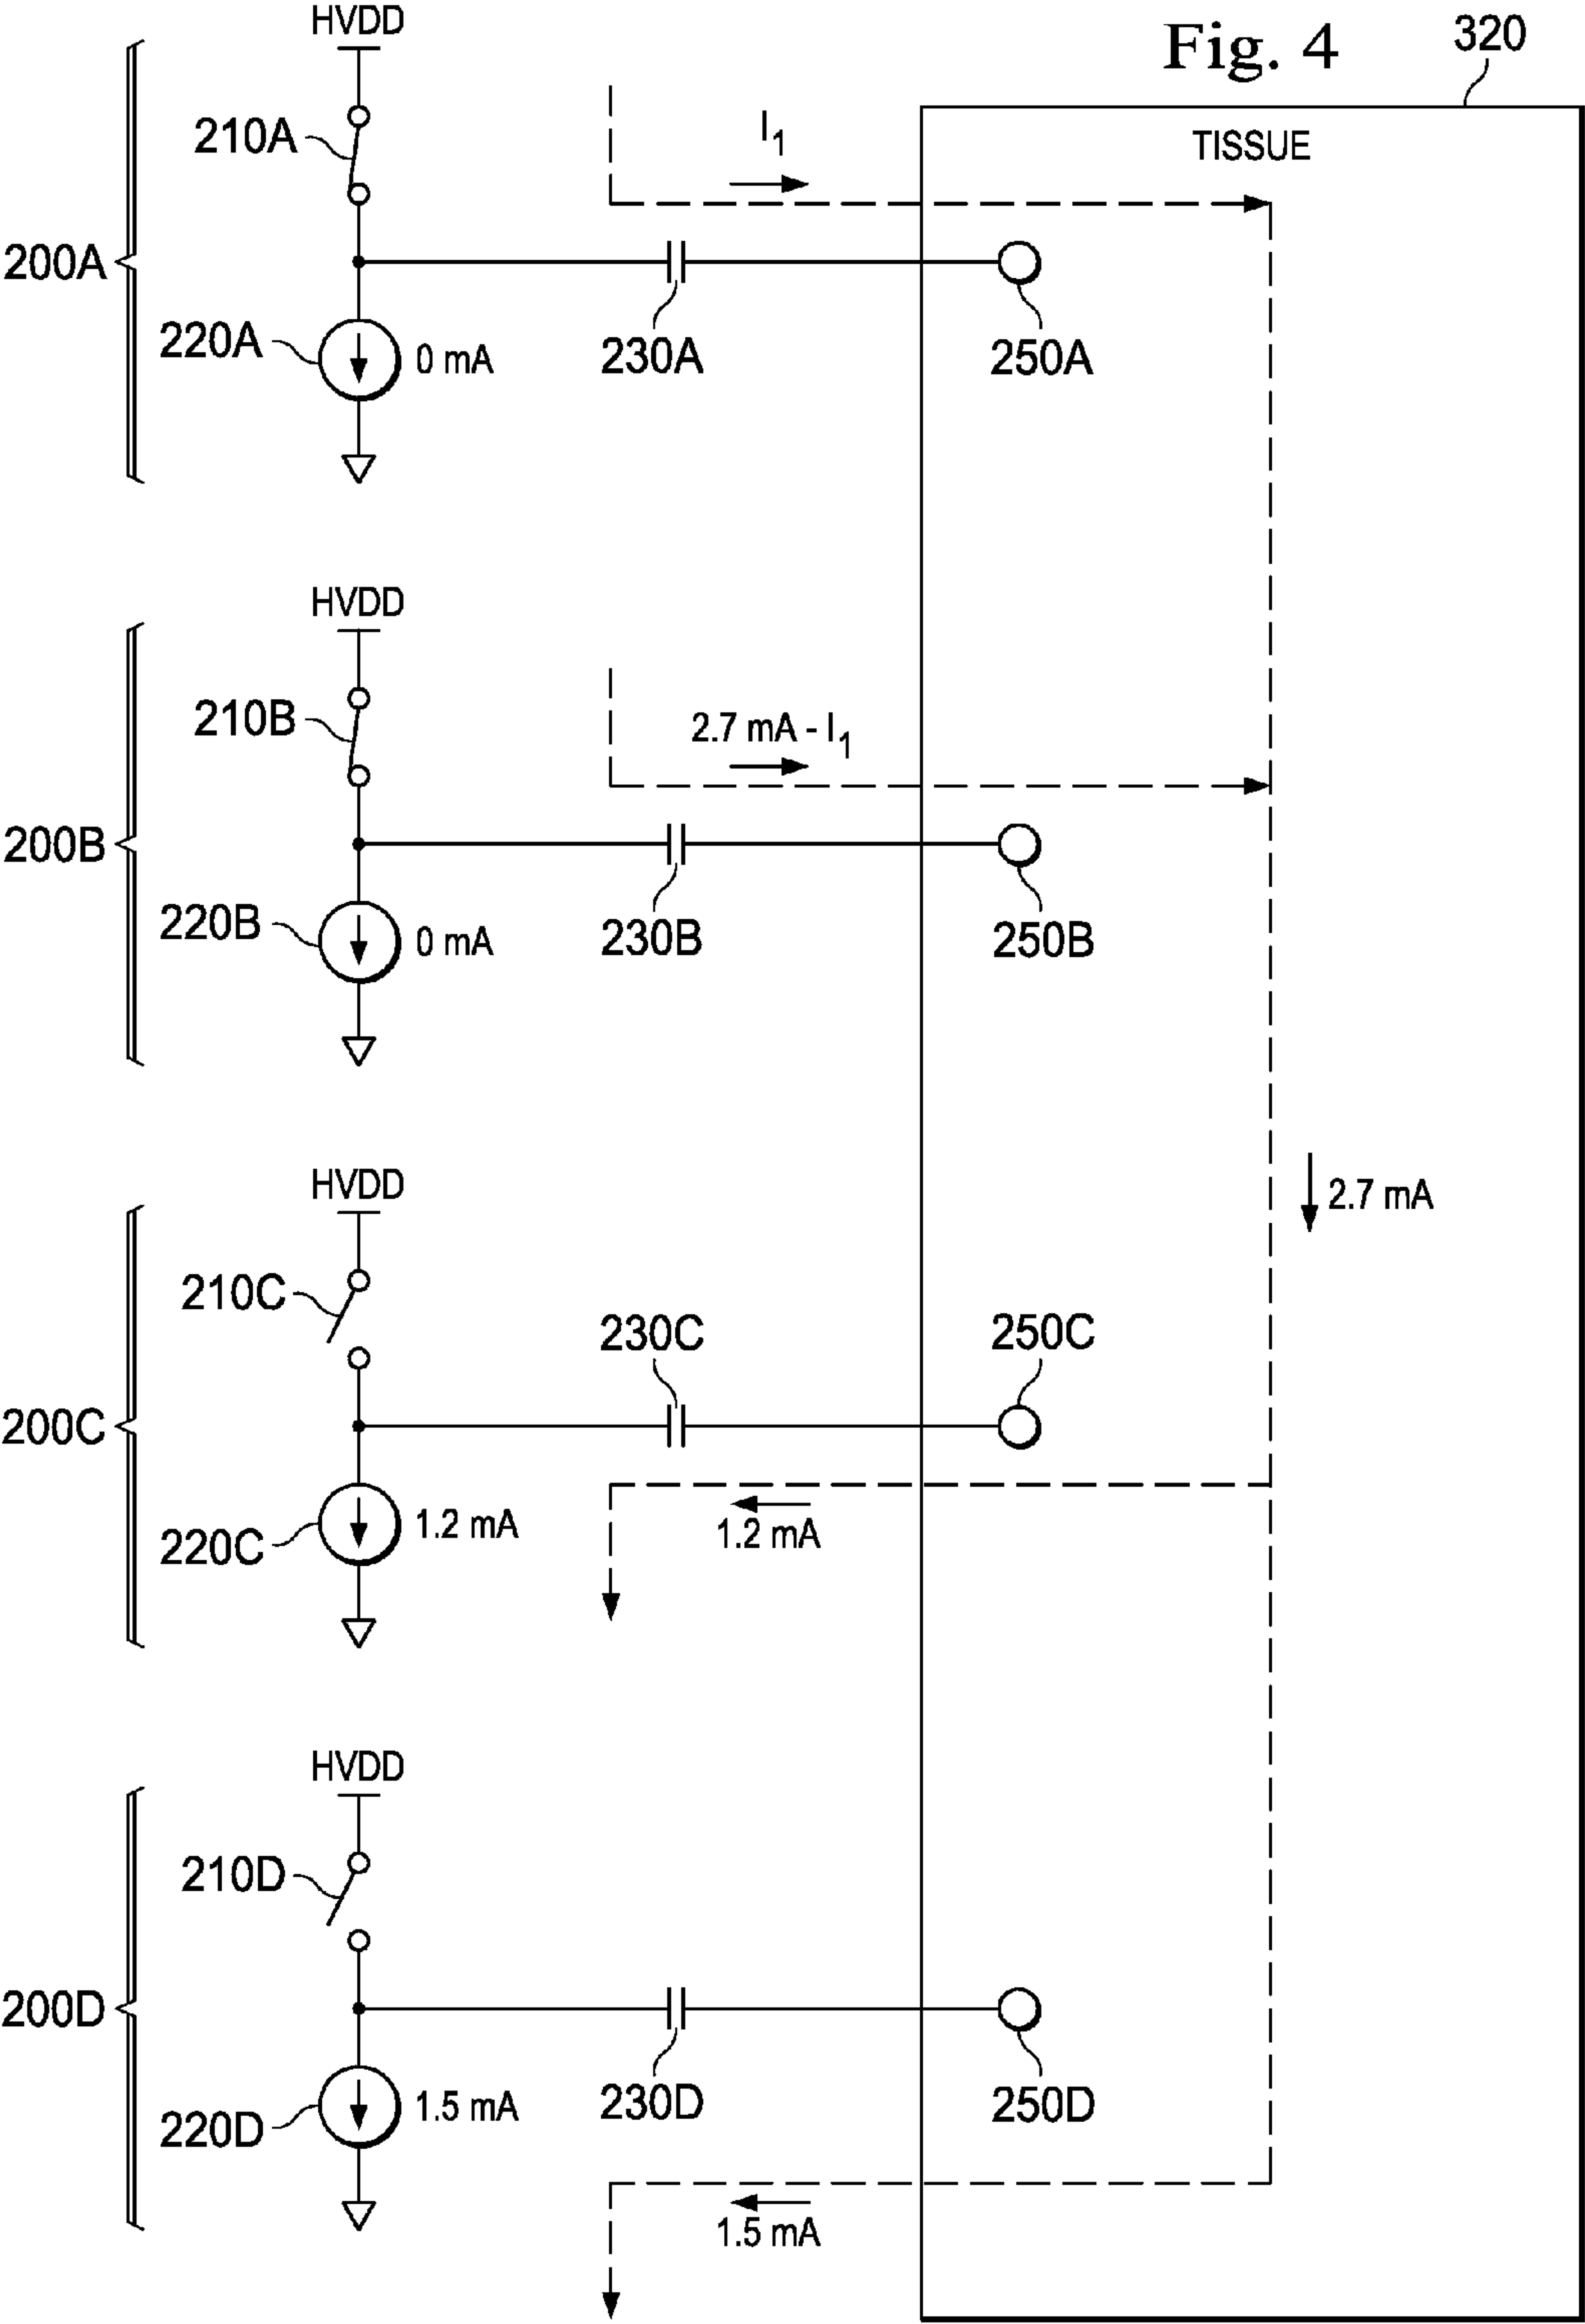 Fig. 4
320
HVDD
210A
I1
TISSUE
200A
220A
0 mA
230A
250A
HVDD
210B
2.7 mA - I1
200B
220B
0 mA
230B
250B
HVDD
2.7 mA
210C
230C
250C
200C
220C
1.2 mA
1.2 mA
HVDD
210D
200D
220D
1.5 mA
230D
250D
1.5 mA